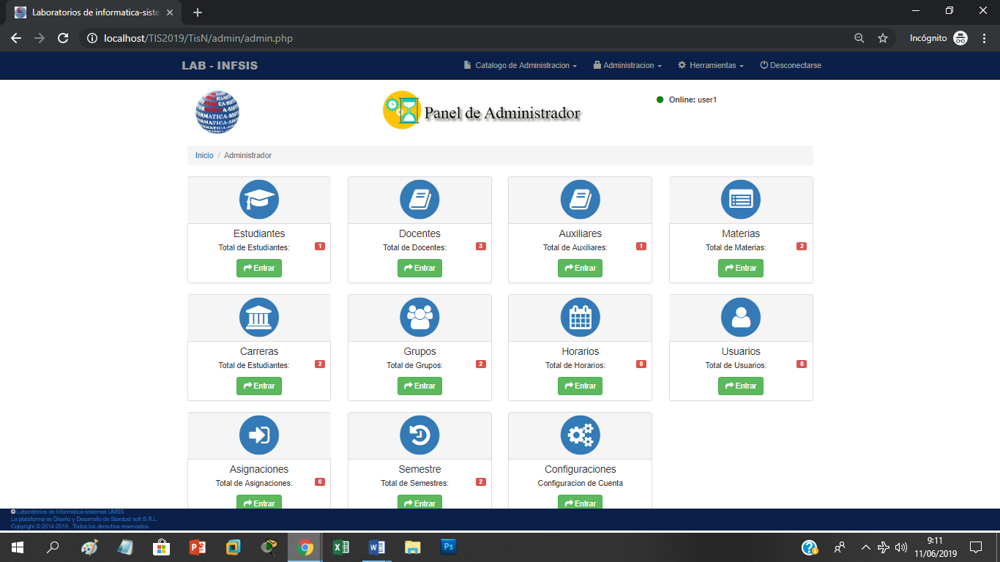 Laboratorios de informatica-siste
localhost/TIS2019/TisN/admin/admin.php
Incógnito
LAB - INFSIS
Catalogo de Administracion
Administracion
Herramientas
Desconectarse
Panel de Administrador
Online: user1
Inicio / Administrador
Estudiantes
Total de Estudiantes: 1
Entrar
Docentes
Total de Docentes: 3
Entrar
Auxiliares
Total de Auxiliares: 1
Entrar
Materias
Total de Materias: 2
Entrar
Carreras
Total de Estudiantes: 2
Entrar
Grupos
Total de Grupos: 2
Entrar
Horarios
Total de Horarios: 0
Entrar
Usuarios
Total de Usuarios: 8
Entrar
Asignaciones
Total de Asignaciones: 0
Entrar
Semestre
Total de Semestres: 2
Entrar
Configuraciones
Configuracion de Cuenta
Entrar
Laboratorios de informatica-sistemas UMSS
La plataforma es Diseño y Desarrollo de Stardust soft S.R.L
Copyright © 2014-2019 . Todos los derechos reservados.
9:11
11/06/2019